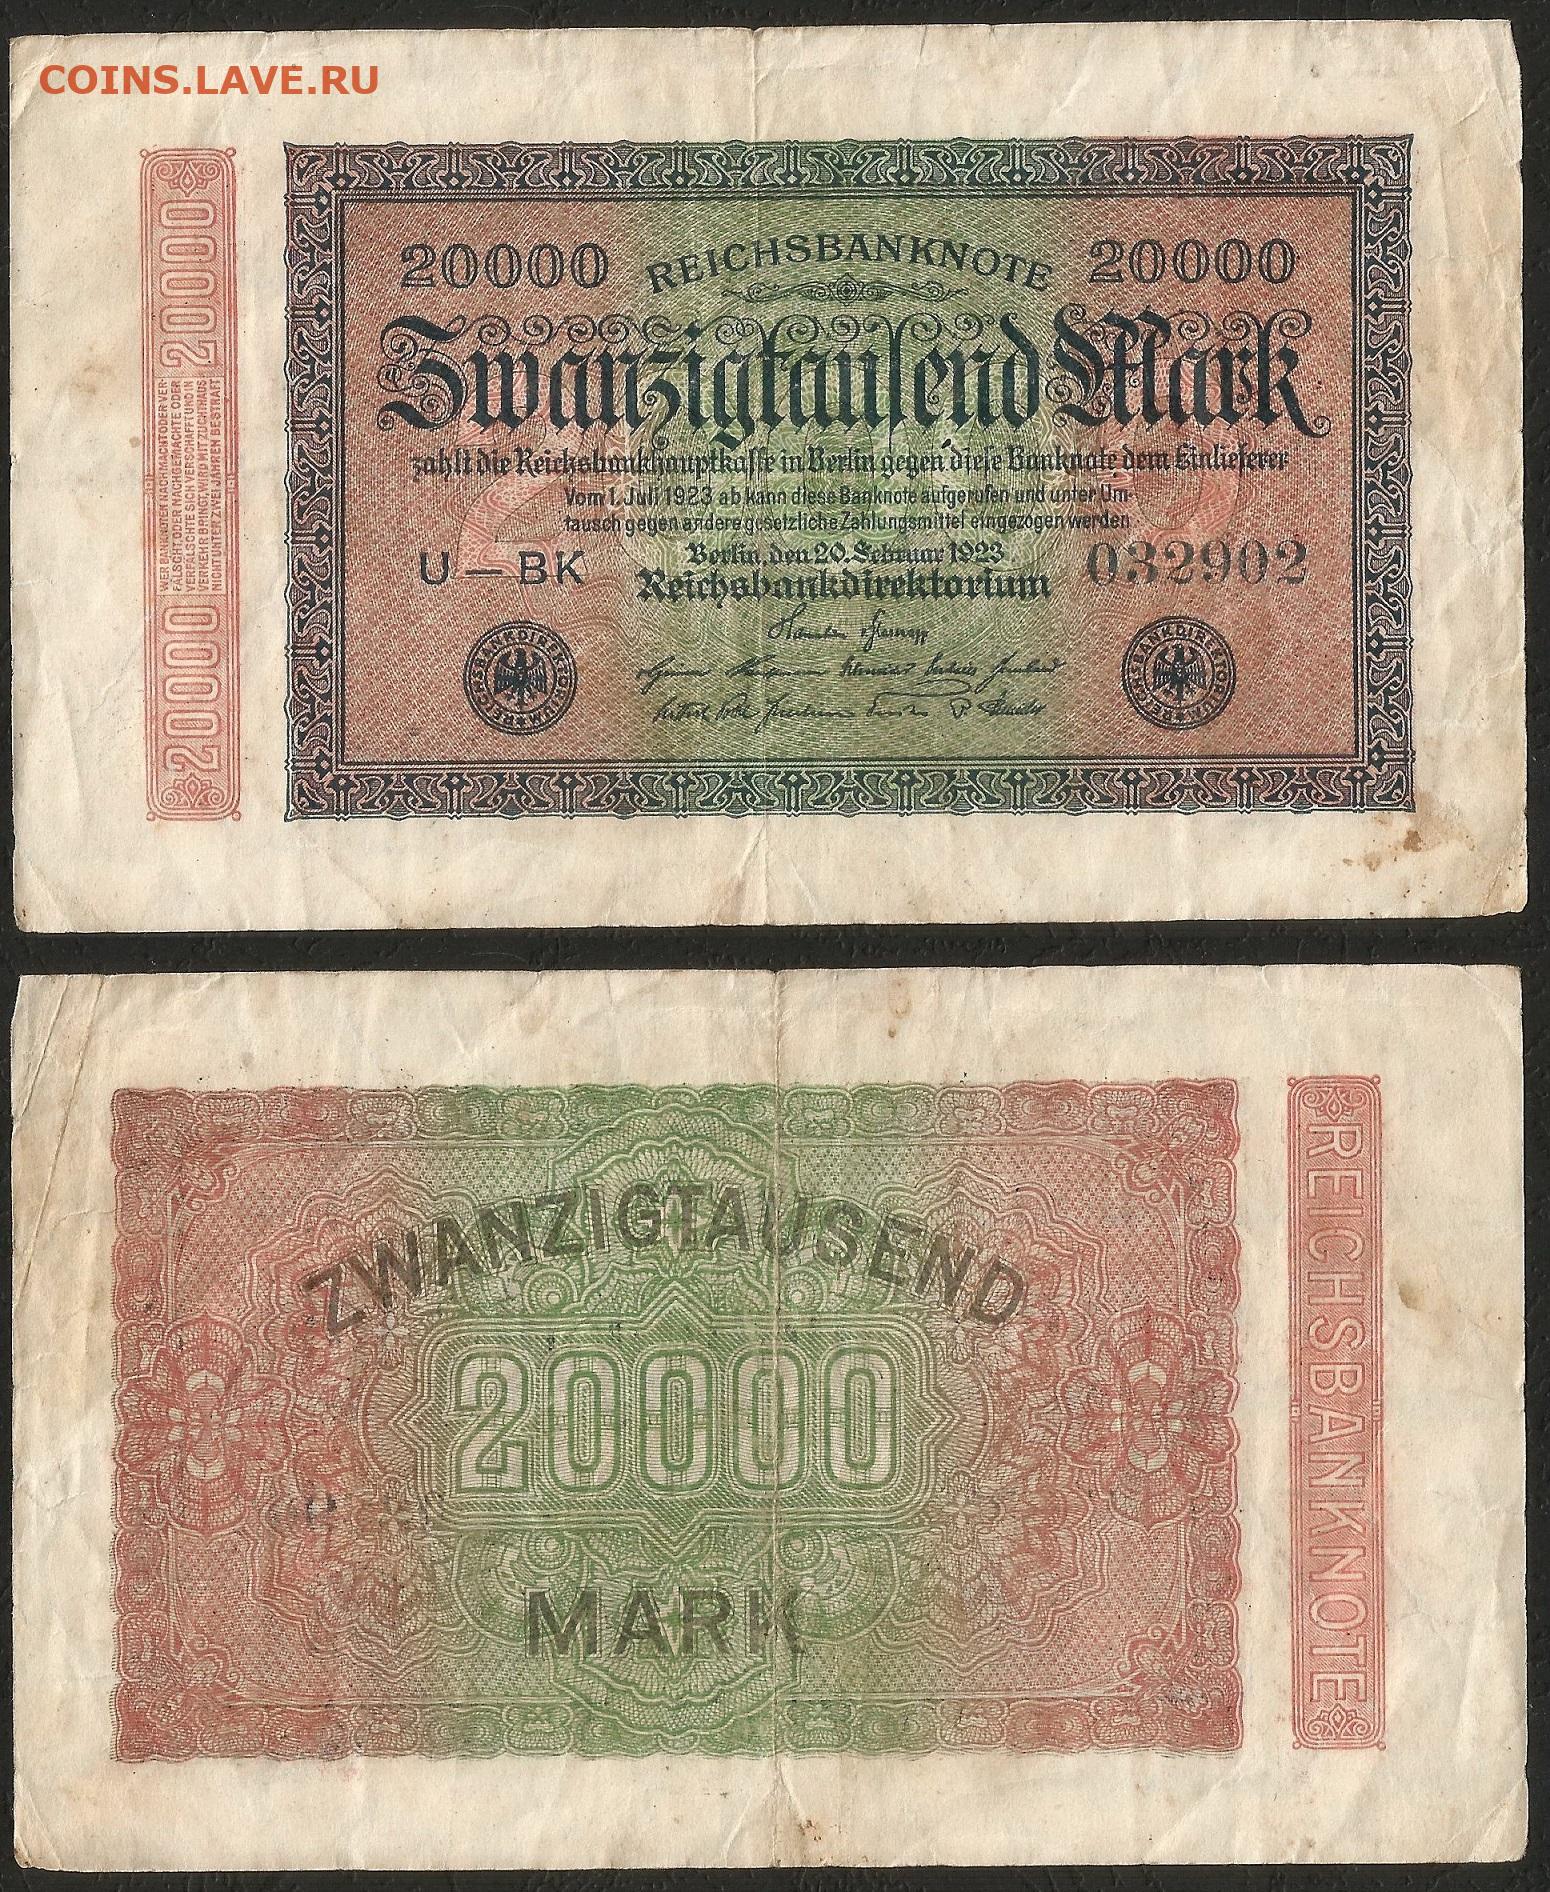 COINS.LAVE.RU
20000
WER BANKNOTEN NACHMACHT ODER VER-
FÄLSCHT ODER NACHGEMACHTE ODER
VERFÄLSCHTE SICH VERSCHAFFT UND IN
VERKEHR BRINGT, WIRD MIT ZUCHTHAUS
NICHT UNTER ZWEI JAHREN BESTRAFT
20000
20000 REICHSBANKNOTE 20000
Zwanzigtausend Mark
zahlt die Reichsbankhauptkasse in Berlin gegen diese Banknote dem Einlieferer
Vom 1. Juli 1923 ab kann diese Banknote aufgerufen und unter Um-
tausch gegen andere gesetzliche Zahlungsmittel eingezogen werden
Berlin, den 20. Februar 1923
U — BK Reichsbankdirektorium 032902
REICHSBANKDIREKTORIUM
REICHSBANKDIREKTORIUM
ZWANZIGTAUSEND
20000
MARK
REICHSBANKNOTE